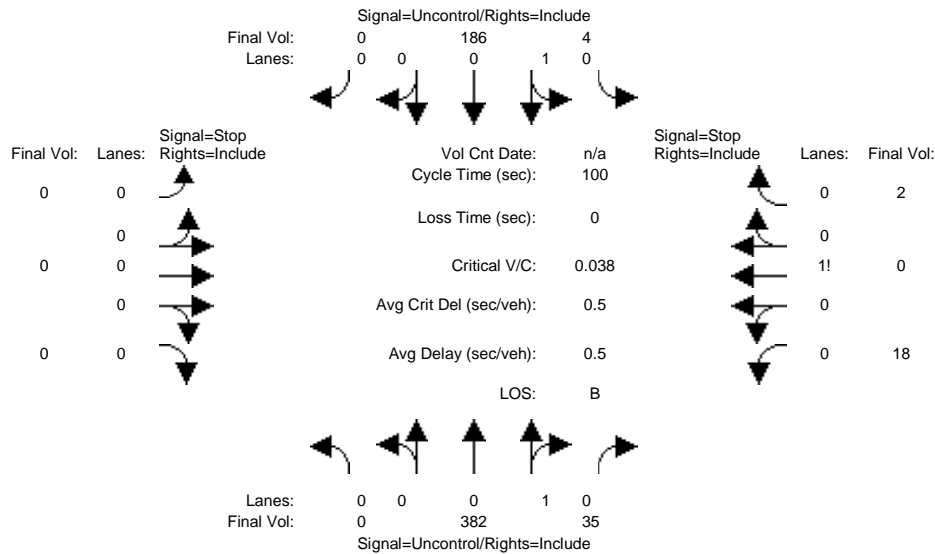 Signal=Uncontrol/Rights=Include
Final Vol: 0 186 4
Lanes: 0 0 0 1 0
Signal=Stop Signal=Stop
Final Vol: Lanes: Rights=Include Vol Cnt Date: n/a Rights=Include Lanes: Final Vol:
Cycle Time (sec): 100
0 0 0 2
Loss Time (sec): 0
0 0
0 0 Critical V/C: 0.038 1! 0
0 Avg Crit Del (sec/veh): 0.5 0
0 0 Avg Delay (sec/veh): 0.5 0 18
LOS: B
Lanes: 0 0 0 1 0
Final Vol: 0 382 35
Signal=Uncontrol/Rights=Include